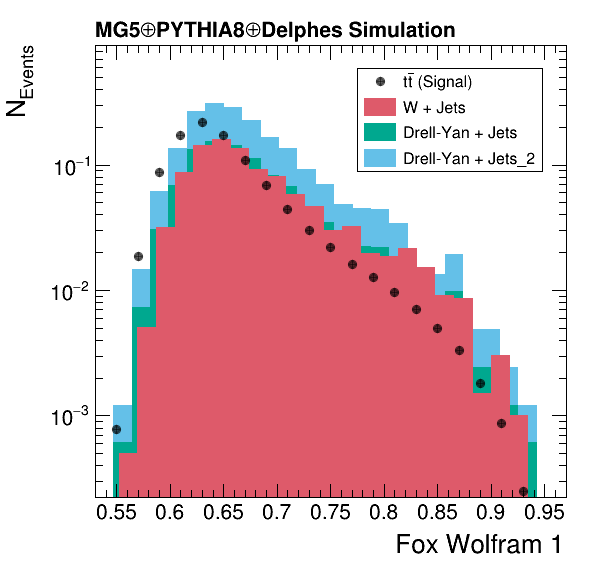 MG5⊕PYTHIA8⊕Delphes Simulation
N_Events
tt̄ (Signal)
W + Jets
Drell-Yan + Jets
Drell-Yan + Jets_2
10⁻¹
10⁻²
10⁻³
0.55 0.6 0.65 0.7 0.75 0.8 0.85 0.9 0.95
Fox Wolfram 1